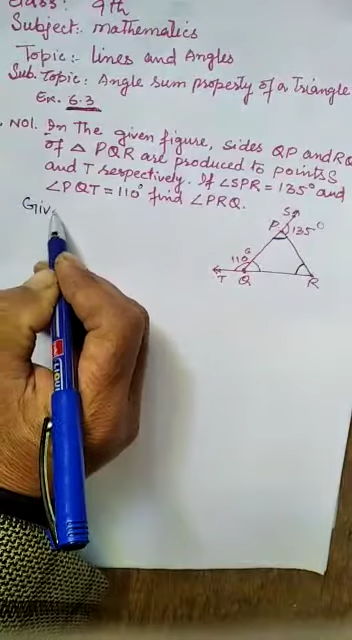 Class: 9th
Subject:- mathematics
Topic:- lines and Angles
Sub. Topic: Angle sum property of a Triangle
Ex. 6.3
No1. In the given figure, sides QP and RQ
of △ PQR are produced to points S
and T respectively. If ∠SPR = 135° and
∠PQT = 110° find ∠PRQ.
Giv
S
P 135°
110°
T Q R